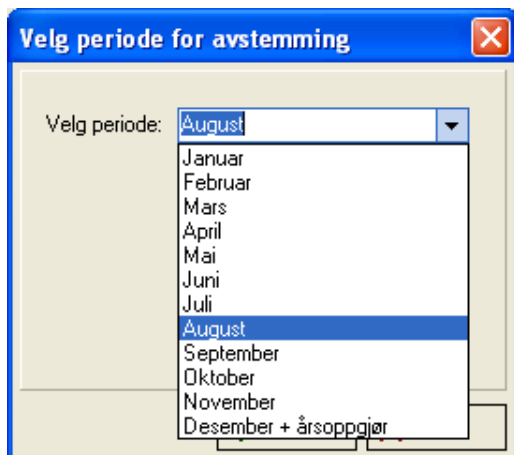 Velg periode for avstemming
Velg periode: August
Januar
Februar
Mars
April
Mai
Juni
Juli
August
September
Oktober
November
Desember + årsoppgjør